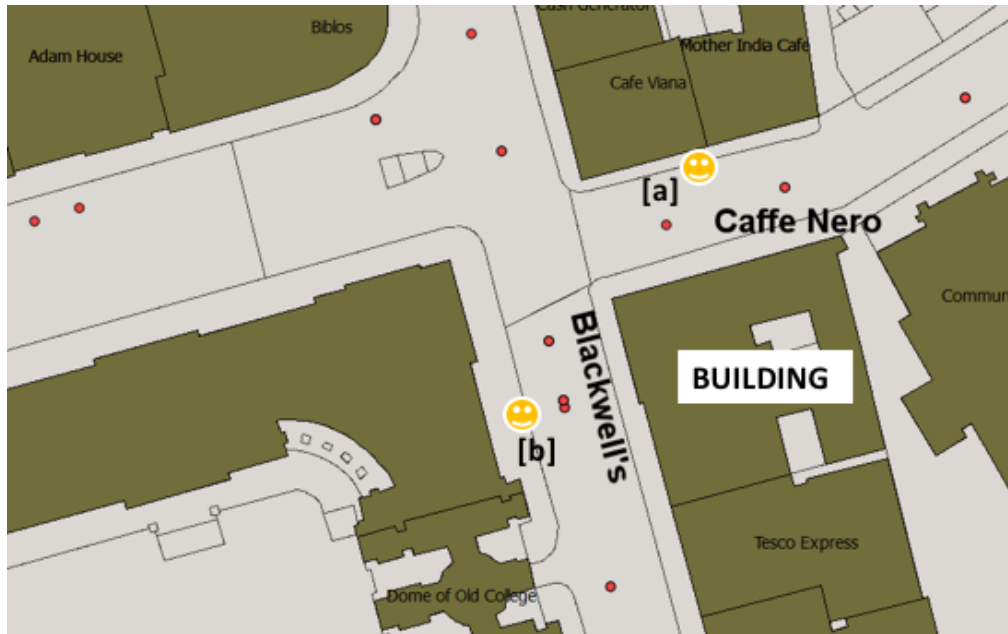 Cash Generator
Biblos
Mother India Cafe
Adam House
Cafe Viana
[a]
Caffe Nero
Commun
Blackwell's
BUILDING
[b]
Tesco Express
Dome of Old College